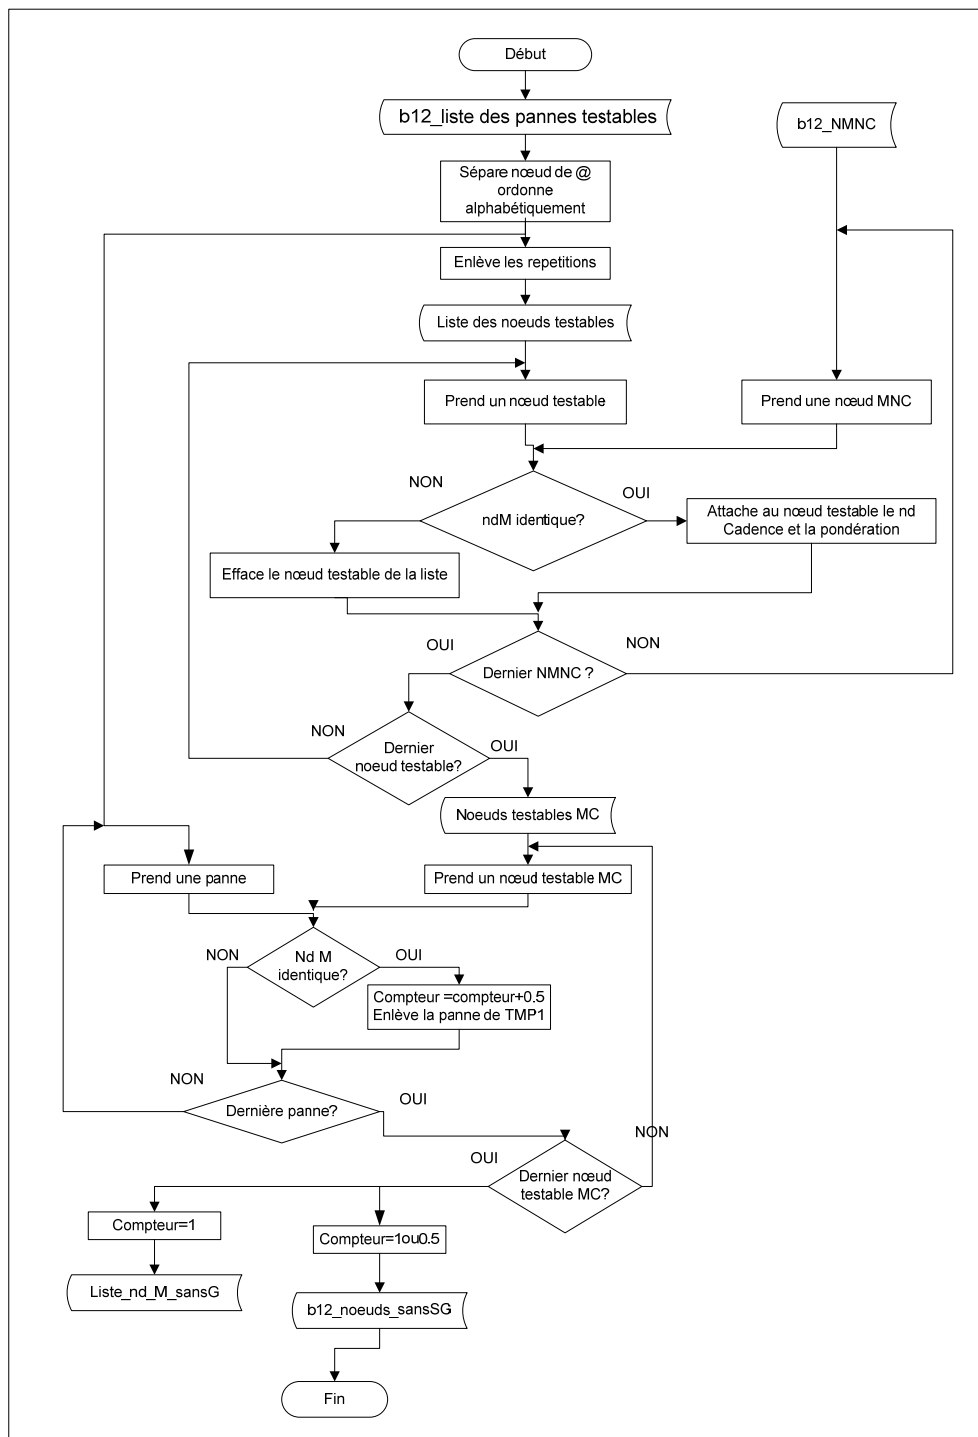 Début
b12_liste des pannes testables
b12_NMNC
Sépare nœud de @
ordonne
alphabétiquement
Enlève les repetitions
Liste des noeuds testables
Prend un nœud testable
Prend une nœud MNC
NON
OUI
ndM identique?
Attache au nœud testable le nd
Cadence et la pondération
Efface le nœud testable de la liste
OUI
NON
Dernier NMNC ?
NON
OUI
Dernier
noeud testable?
Noeuds testables MC
Prend une panne
Prend un nœud testable MC
NON
OUI
Nd M
identique?
Compteur =compteur+0.5
Enlève la panne de TMP1
NON
OUI
Dernière panne?
NON
OUI
Dernier nœud
testable MC?
Compteur=1
Compteur=1ou0.5
Liste_nd_M_sansG
b12_noeuds_sansSG
Fin